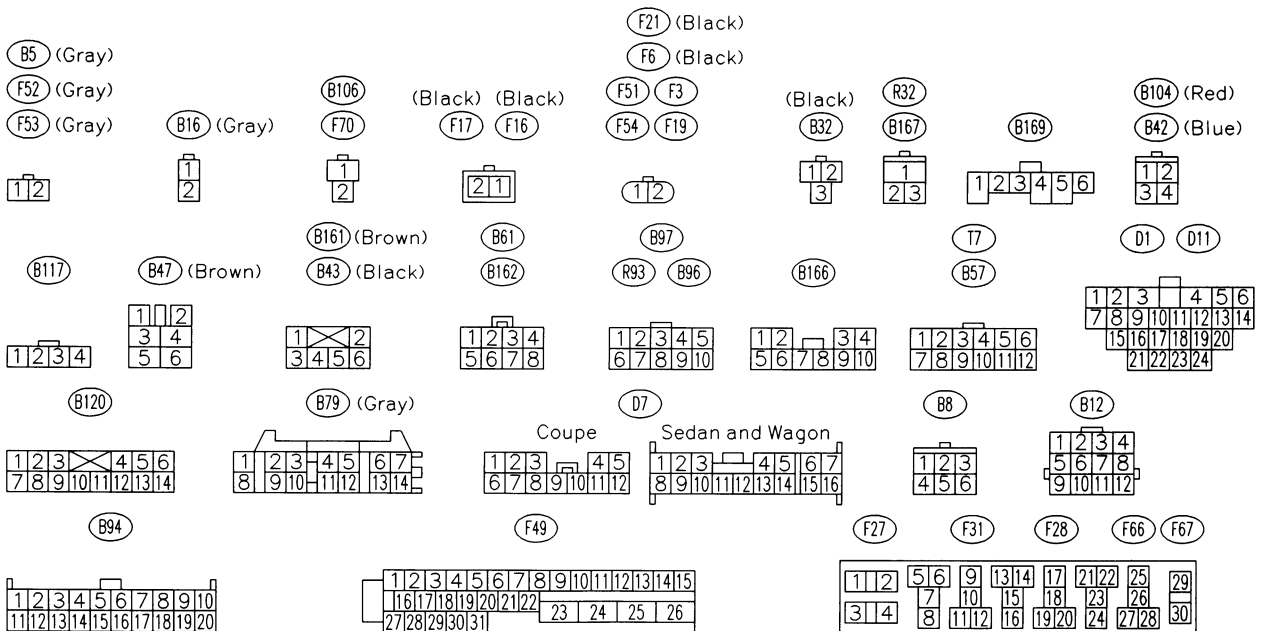 F21 (Black)
B5 (Gray) F6 (Black)
F52 (Gray) B106 (Black) (Black) F51 F3 (Black) R32 B104 (Red)
F53 (Gray) B16 (Gray) F70 F17 F16 F54 F19 B32 B167 B169 B42 (Blue)
1 1 1 2 1 1 2
1 2 2 2 2 1 1 2 3 2 3 1 2 3 4 5 6 3 4
B161 (Brown) B61 B97 T7 D1 D11
B117 B47 (Brown) B43 (Black) B162 R93 B96 B166 B57
1 2 3 4 5 6
1 2 7 8 9 10 11 12 13 14
3 4 1 2 1 2 3 4 1 2 3 4 5 1 2 3 4 1 2 3 4 5 6 15 16 17 18 19 20
1 2 3 4 5 6 3 4 5 6 5 6 7 8 6 7 8 9 10 5 6 7 8 9 10 7 8 9 10 11 12 21 22 23 24
B120 B79 (Gray) D7 B8 B12
Coupe Sedan and Wagon
1 2 3 4
1 2 3 4 5 6 1 2 3 4 5 6 7 1 2 3 4 5 1 2 3 4 5 6 7 1 2 3 5 6 7 8
7 8 9 10 11 12 13 14 8 9 10 11 12 13 14 6 7 8 9 10 11 12 8 9 10 11 12 13 14 15 16 4 5 6 9 10 11 12
B94 F49 F27 F31 F28 F66 F67
1 2 3 4 5 6 7 8 9 10 11 12 13 14 15 1 2 5 6 9 13 14 17 21 22 25 29
1 2 3 4 5 6 7 8 9 10 16 17 18 19 20 21 22 23 24 25 26 7 10 15 18 23 26
11 12 13 14 15 16 17 18 19 20 27 28 29 30 31 3 4 8 11 12 16 19 20 24 27 28 30